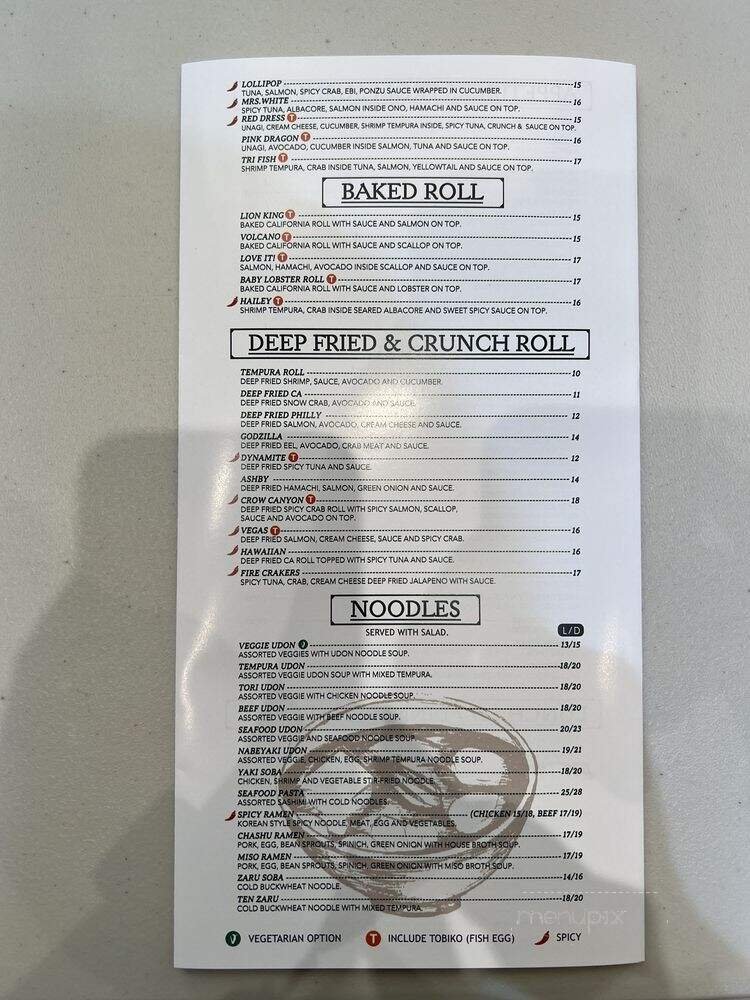 LOLLIPOP 15
TUNA, SALMON, SPICY CRAB, EBI, PONZU SAUCE WRAPPED IN CUCUMBER.
MRS.WHITE 16
SPICY TUNA, ALBACORE, SALMON INSIDE ONO, HAMACHI AND SAUCE ON TOP.
RED DRESS T 15
UNAGI, CREAM CHEESE, CUCUMBER, SHRIMP TEMPURA INSIDE, SPICY TUNA, CRUNCH & SAUCE ON TOP.
PINK DRAGON T 16
UNAGI, AVOCADO, CUCUMBER INSIDE SALMON, TUNA AND SAUCE ON TOP.
TRI FISH T 17
SHRIMP TEMPURA, CRAB INSIDE TUNA, SALMON, YELLOWTAIL AND SAUCE ON TOP.
BAKED ROLL
LION KING T 15
BAKED CALIFORNIA ROLL WITH SAUCE AND SALMON ON TOP.
VOLCANO T 15
BAKED CALIFORNIA ROLL WITH SAUCE AND SCALLOP ON TOP.
LOVE IT! T 17
SALMON, HAMACHI, AVOCADO INSIDE SCALLOP AND SAUCE ON TOP.
BABY LOBSTER ROLL T 17
BAKED CALIFORNIA ROLL WITH SAUCE AND LOBSTER ON TOP.
HAILEY T 16
SHRIMP TEMPURA, CRAB INSIDE SEARED ALBACORE AND SWEET SPICY SAUCE ON TOP.
DEEP FRIED & CRUNCH ROLL
TEMPURA ROLL 10
DEEP FRIED SHRIMP, SAUCE, AVOCADO AND CUCUMBER.
DEEP FRIED CA 11
DEEP FRIED SNOW CRAB, AVOCADO AND SAUCE.
DEEP FRIED PHILLY 12
DEEP FRIED SALMON, AVOCADO, CREAM CHEESE AND SAUCE.
GODZILLA 14
DEEP FRIED EEL, AVOCADO, CRAB MEAT AND SAUCE.
DYNAMITE T 12
DEEP FRIED SPICY TUNA AND SAUCE.
ASHBY 14
DEEP FRIED HAMACHI, SALMON, GREEN ONION AND SAUCE.
CROW CANYON T 18
DEEP FRIED SPICY CRAB ROLL WITH SPICY SALMON, SCALLOP,
SAUCE AND AVOCADO ON TOP.
VEGAS T 16
DEEP FRIED SALMON, CREAM CHEESE, SAUCE AND SPICY CRAB.
HAWAIIAN 16
DEEP FRIED CA ROLL TOPPED WITH SPICY TUNA AND SAUCE.
FIRE CRAKERS 17
SPICY TUNA, CRAB, CREAM CHEESE DEEP FRIED JALAPENO WITH SAUCE.
NOODLES
SERVED WITH SALAD. L/D
VEGGIE UDON V 13/15
ASSORTED VEGGIES WITH UDON NOODLE SOUP.
TEMPURA UDON 18/20
ASSORTED VEGGIE UDON SOUP WITH MIXED TEMPURA.
TORI UDON 18/20
ASSORTED VEGGIE WITH CHICKEN NOODLE SOUP.
BEEF UDON 18/20
ASSORTED VEGGIE WITH BEEF NOODLE SOUP.
SEAFOOD UDON 20/23
ASSORTED VEGGIE AND SEAFOOD NOODLE SOUP.
NABEYAKI UDON 19/21
ASSORTED VEGGIE, CHICKEN, EGG, SHRIMP TEMPURA NOODLE SOUP.
YAKI SOBA 18/20
CHICKEN, SHRIMP AND VEGETABLE STIR-FRIED NOODLE.
SEAFOOD PASTA 25/28
ASSORTED SASHIMI WITH COLD NOODLES.
SPICY RAMEN (CHICKEN 15/18, BEEF 17/19)
KOREAN STYLE SPICY NOODLE, MEAT, EGG AND VEGETABLES.
CHASHU RAMEN 17/19
PORK, EGG, BEAN SPROUTS, SPINICH, GREEN ONION WITH HOUSE BROTH SOUP.
MISO RAMEN 17/19
PORK, EGG, BEAN SPROUTS, SPINICH, GREEN ONION WITH MISO BROTH SOUP.
ZARU SOBA 14/16
COLD BUCKWHEAT NOODLE.
TEN ZARU 18/20
COLD BUCKWHEAT NOODLE WITH MIXED TEMPURA.
menupix
V VEGETARIAN OPTION T INCLUDE TOBIKO (FISH EGG) SPICY